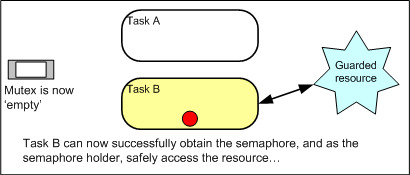 Task A
Guarded
resource
Mutex is now
‘empty’
Task B
Task B can now successfully obtain the semaphore, and as the
semaphore holder, safely access the resource…